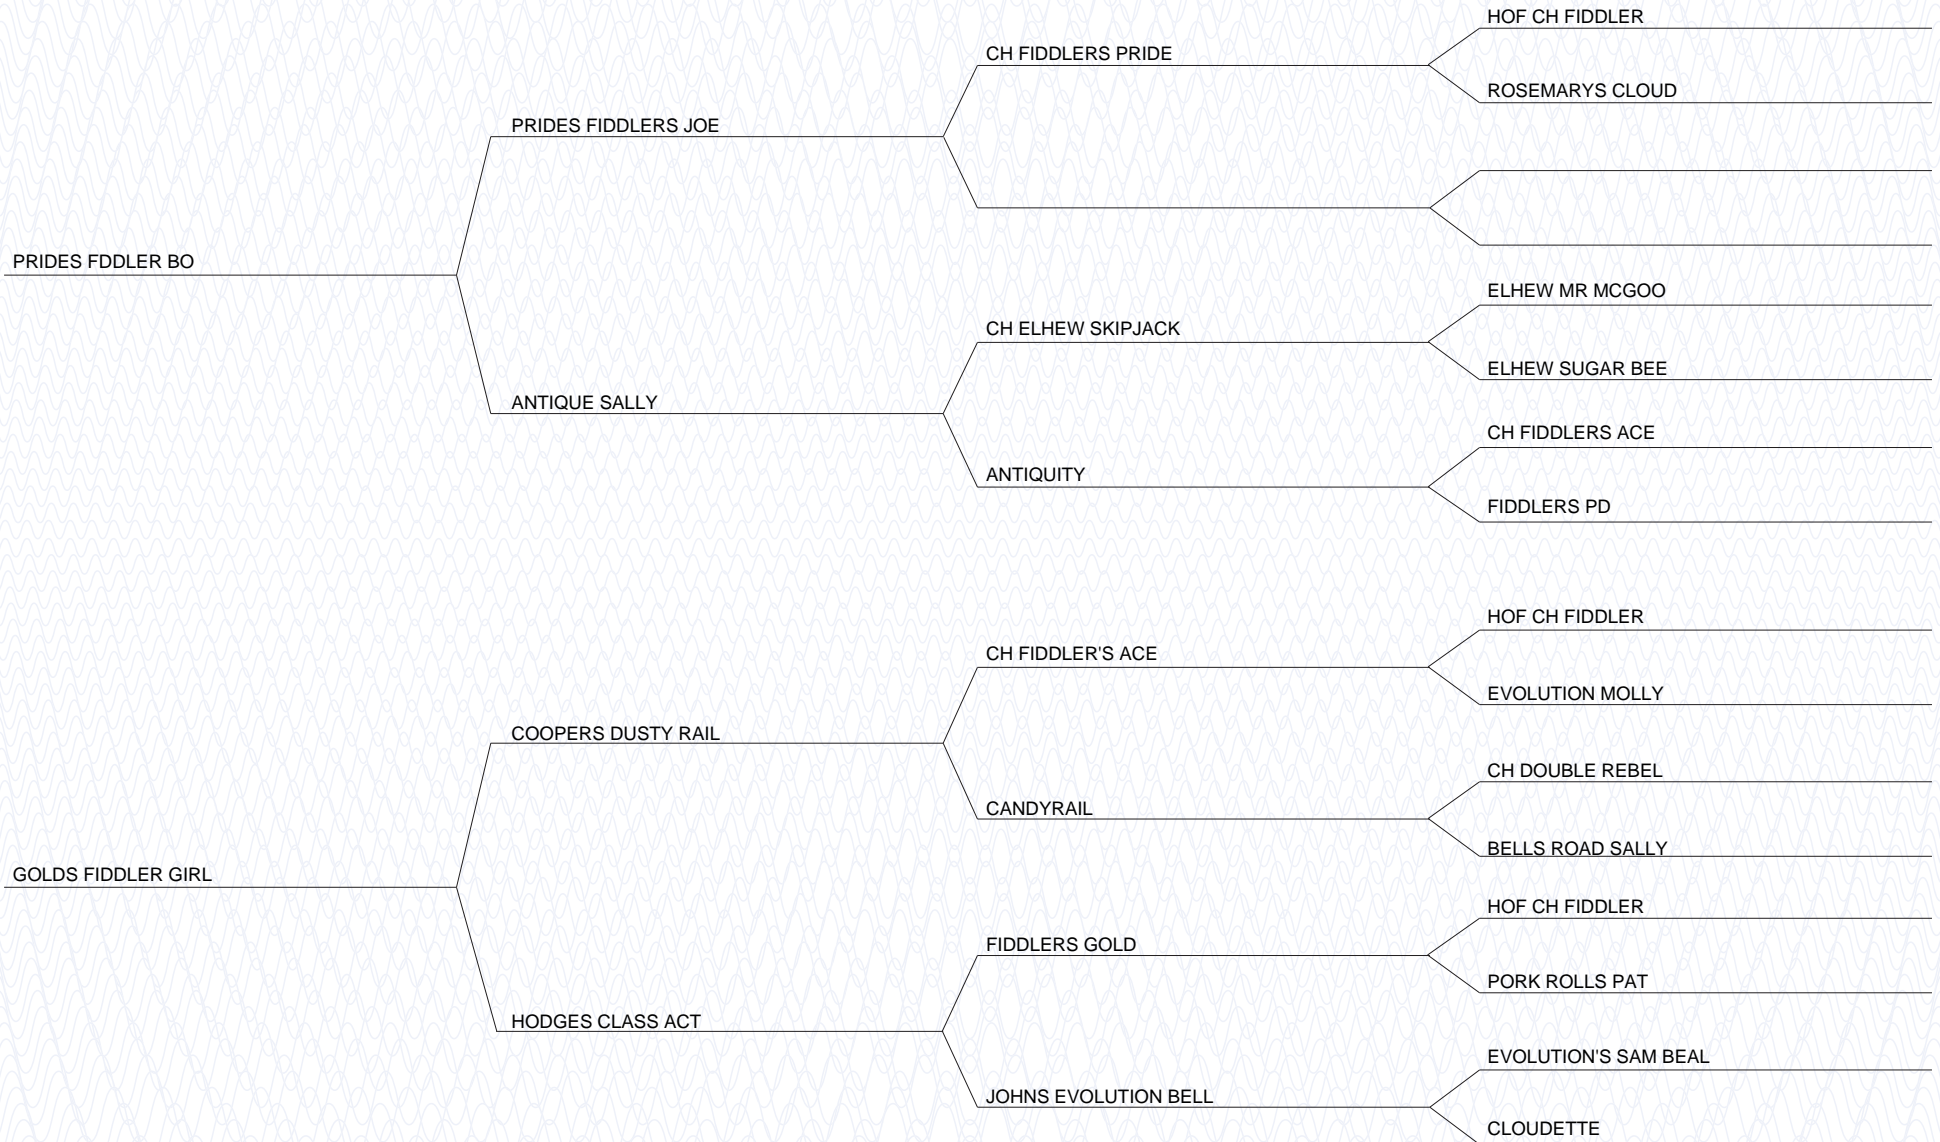 HOF CH FIDDLER
CH FIDDLERS PRIDE
ROSEMARYS CLOUD
PRIDES FIDDLERS JOE
PRIDES FDDLER BO
ELHEW MR MCGOO
CH ELHEW SKIPJACK
ELHEW SUGAR BEE
ANTIQUE SALLY
CH FIDDLERS ACE
ANTIQUITY
FIDDLERS PD
HOF CH FIDDLER
CH FIDDLER'S ACE
EVOLUTION MOLLY
COOPERS DUSTY RAIL
CH DOUBLE REBEL
CANDYRAIL
BELLS ROAD SALLY
GOLDS FIDDLER GIRL
HOF CH FIDDLER
FIDDLERS GOLD
PORK ROLLS PAT
HODGES CLASS ACT
EVOLUTION'S SAM BEAL
JOHNS EVOLUTION BELL
CLOUDETTE